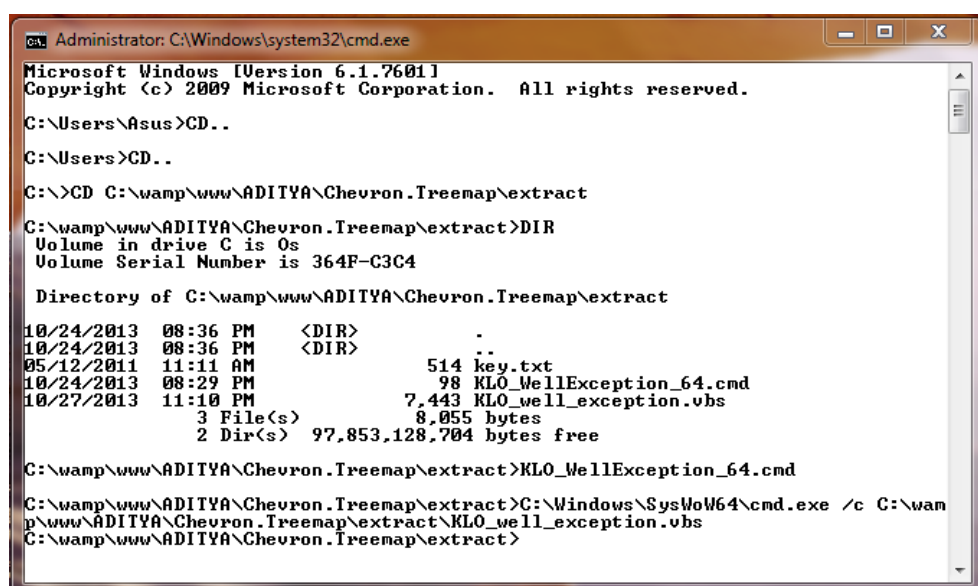 Administrator: C:\Windows\system32\cmd.exe
Microsoft Windows [Version 6.1.7601]
Copyright (c) 2009 Microsoft Corporation.  All rights reserved.
C:\Users\Asus>CD..
C:\Users>CD..
C:\>CD C:\wamp\www\ADITYA\Chevron.Treemap\extract
C:\wamp\www\ADITYA\Chevron.Treemap\extract>DIR
 Volume in drive C is Os
 Volume Serial Number is 364F-C3C4
 Directory of C:\wamp\www\ADITYA\Chevron.Treemap\extract
10/24/2013  08:36 PM    <DIR>          .
10/24/2013  08:36 PM    <DIR>          ..
05/12/2011  11:11 AM               514 key.txt
10/24/2013  08:29 PM                98 KLO_WellException_64.cmd
10/27/2013  11:10 PM             7,443 KLO_well_exception.vbs
               3 File(s)          8,055 bytes
               2 Dir(s)  97,853,128,704 bytes free
C:\wamp\www\ADITYA\Chevron.Treemap\extract>KLO_WellException_64.cmd
C:\wamp\www\ADITYA\Chevron.Treemap\extract>C:\Windows\SysWoW64\cmd.exe /c C:\wam
p\www\ADITYA\Chevron.Treemap\extract\KLO_well_exception.vbs
C:\wamp\www\ADITYA\Chevron.Treemap\extract>